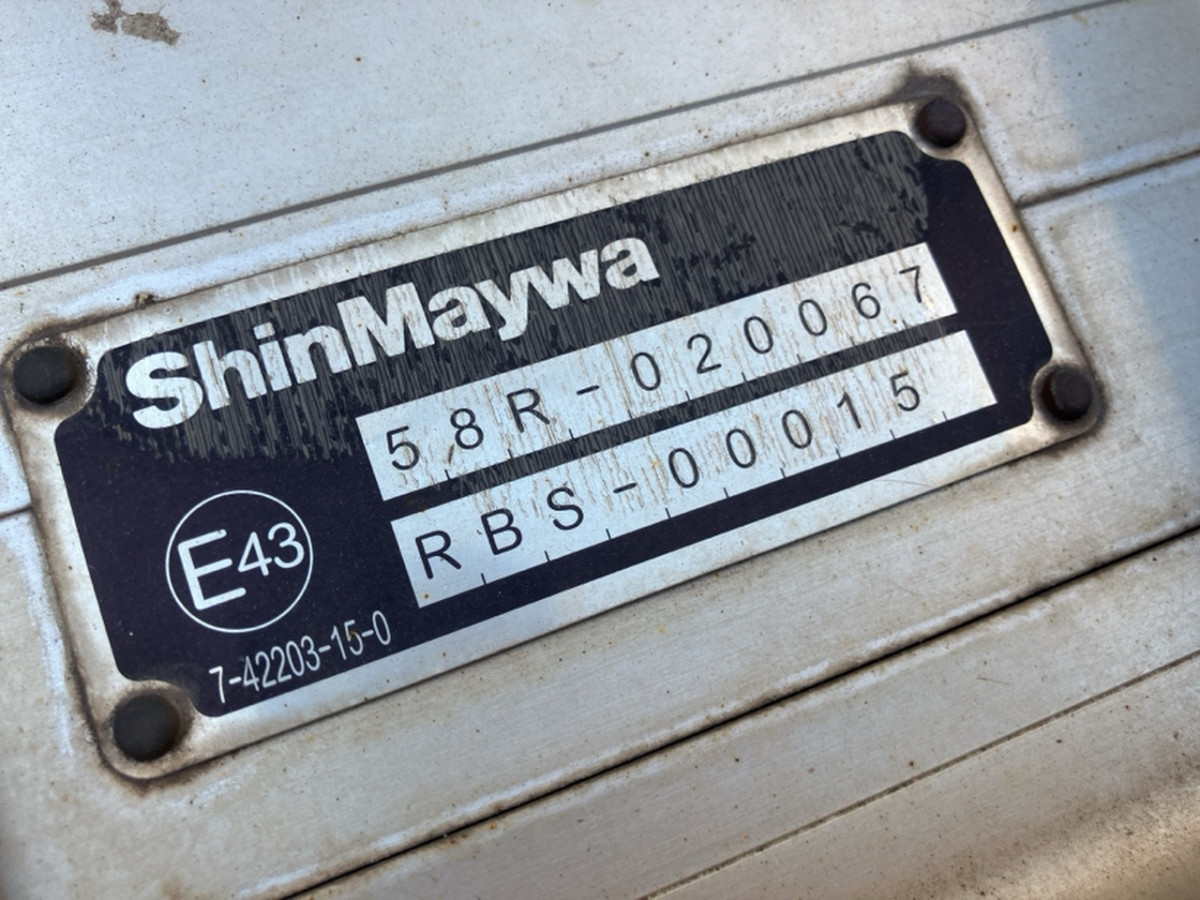 ShinMaywa
58R-020067
RBS-00015
E43
7-42203-15-0